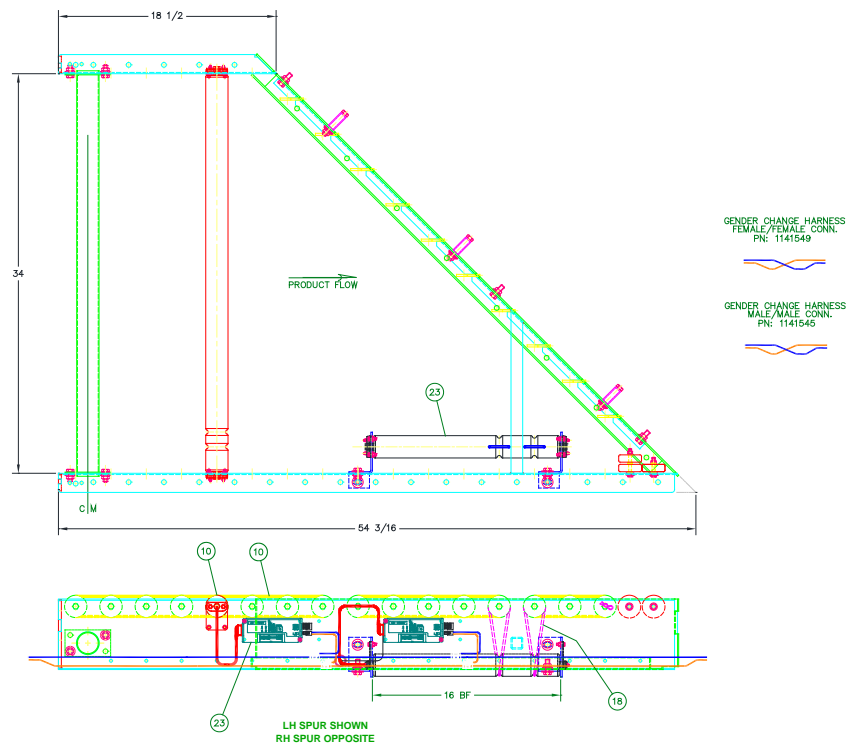 18 1/2
GENDER CHANGE HARNESS
FEMALE/FEMALE CONN.
PN: 1141549
34
PRODUCT FLOW
GENDER CHANGE HARNESS
MALE/MALE CONN.
PN: 1141545
23
C M
54 3/16
10
10
16 BF
18
23
LH SPUR SHOWN
RH SPUR OPPOSITE